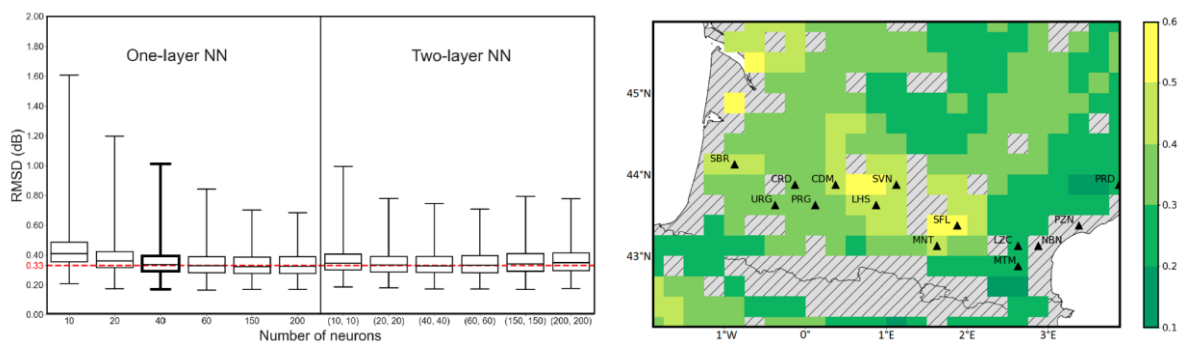 2.00
1.80
1.60
1.40
1.20
1.00
0.80
0.60
0.40
0.33
0.20
0.00
RMSD (dB)
One-layer NN
Two-layer NN
10
20
40
60
150
200
(10, 10)
(20, 20)
(40, 40)
(60, 60)
(150, 150)
(200, 200)
Number of neurons
45°N
44°N
43°N
SBR
CRD
CDM
SVN
PRD
URG
PRG
LHS
SFL
PZN
MNT
LZC
NBN
MTM
1°W
0°
1°E
2°E
3°E
0.6
0.5
0.4
0.3
0.2
0.1